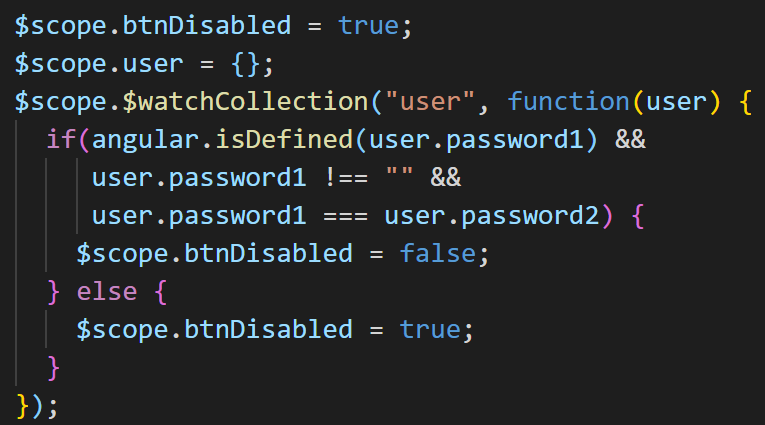 $scope.btnDisabled = true;
$scope.user = {};
$scope.$watchCollection("user", function(user) {
  if(angular.isDefined(user.password1) &&
     user.password1 !== "" &&
     user.password1 === user.password2) {
    $scope.btnDisabled = false;
  } else {
    $scope.btnDisabled = true;
  }
});